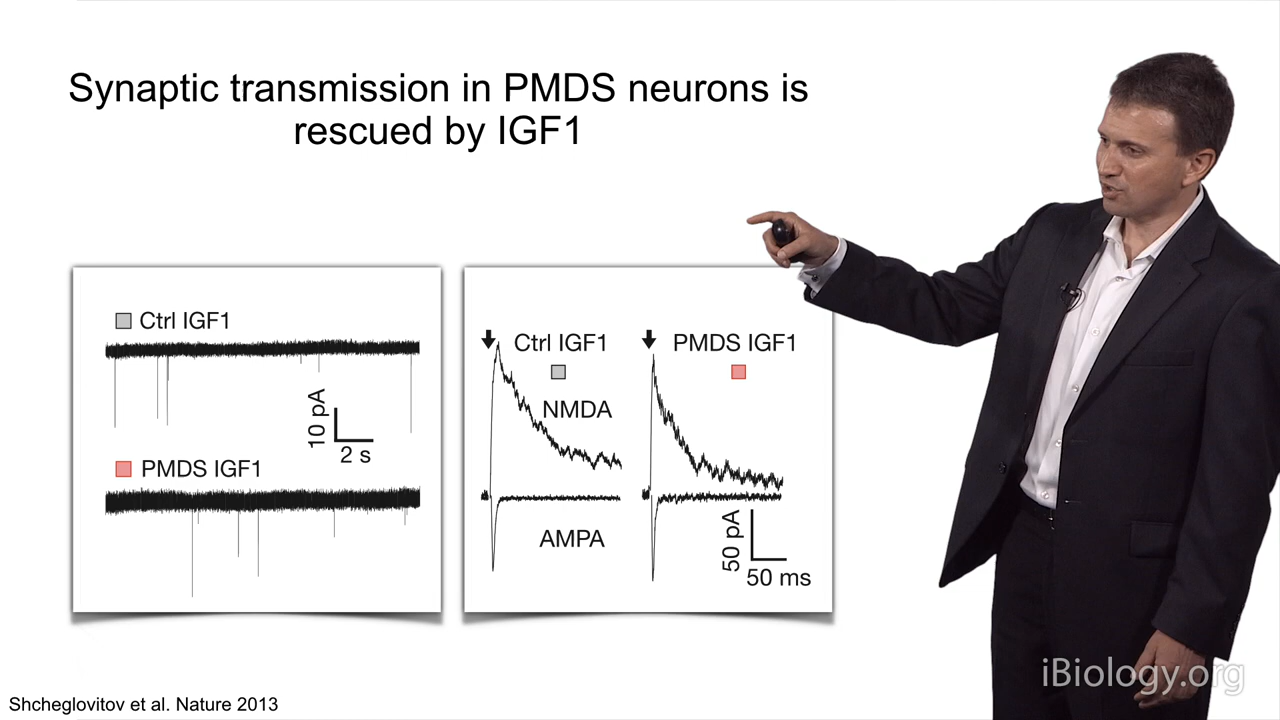 Synaptic transmission in PMDS neurons is
rescued by IGF1
Ctrl IGF1
10 pA
2 s
PMDS IGF1
Ctrl IGF1
PMDS IGF1
NMDA
AMPA
50 pA
50 ms
Shcheglovitov et al. Nature 2013
iBiology.org